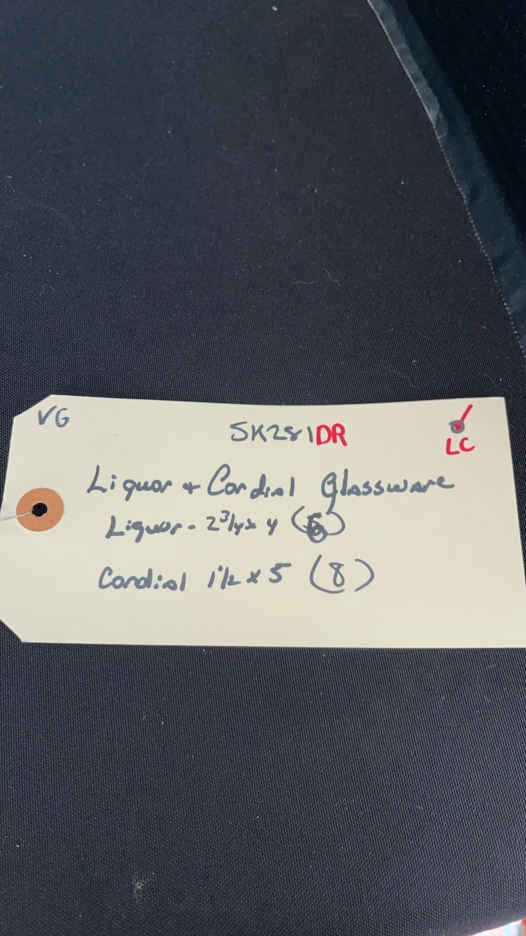 VG
SK281DR
LC
Liquor + Cordial Glassware
Liquor - 2 3/4 x 4
Cordial 1 1/2 x 5 (8)